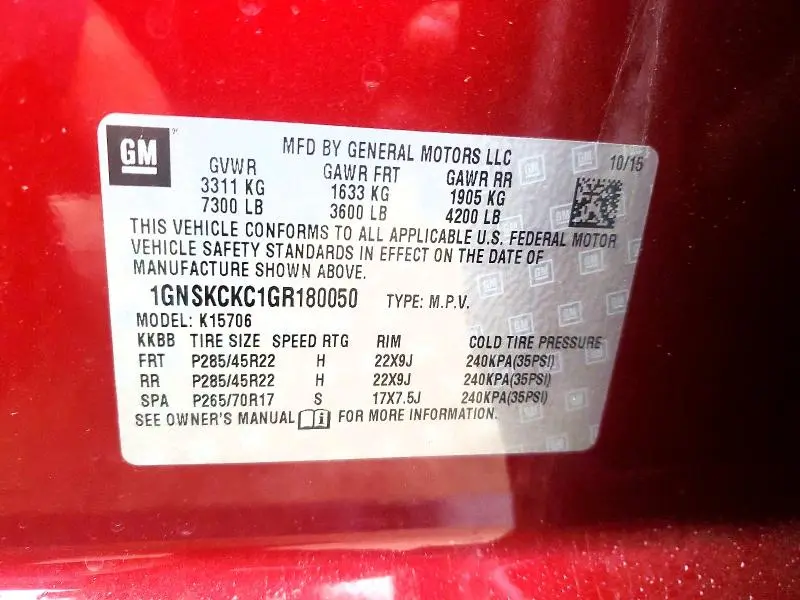 GM
MFD BY GENERAL MOTORS LLC 10/15
GVWR GAWR FRT GAWR RR
3311 KG 1633 KG 1905 KG
7300 LB 3600 LB 4200 LB
THIS VEHICLE CONFORMS TO ALL APPLICABLE U.S. FEDERAL MOTOR
VEHICLE SAFETY STANDARDS IN EFFECT ON THE DATE OF
MANUFACTURE SHOWN ABOVE.
1GNSKCKC1GR180050 TYPE: M.P.V.
MODEL: K15706
KKBB TIRE SIZE SPEED RTG RIM COLD TIRE PRESSURE
FRT P285/45R22 H 22X9J 240KPA(35PSI)
RR P285/45R22 H 22X9J 240KPA(35PSI)
SPA P265/70R17 S 17X7.5J 240KPA(35PSI)
SEE OWNER'S MANUAL i FOR MORE INFORMATION.